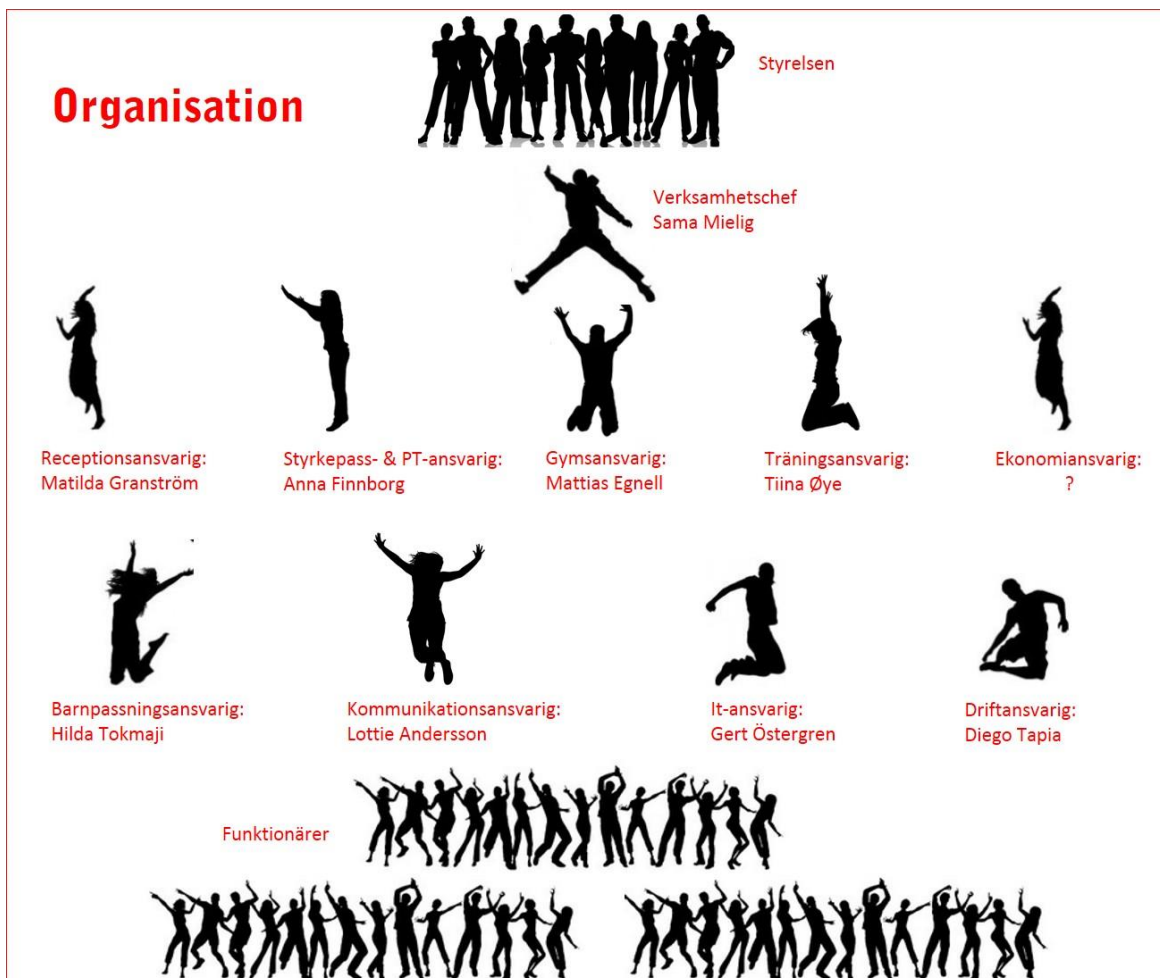 Styrelsen
Organisation
Verksamhetschef
Sama Mielig
Receptionsansvarig:
Matilda Granström
Styrkepass- & PT-ansvarig:
Anna Finnborg
Gymsansvarig:
Mattias Egnell
Träningsansvarig:
Tiina Øye
Ekonomiansvarig:
?
Barnpassningsansvarig:
Hilda Tokmaji
Kommunikationsansvarig:
Lottie Andersson
It-ansvarig:
Gert Östergren
Driftansvarig:
Diego Tapia
Funktionärer